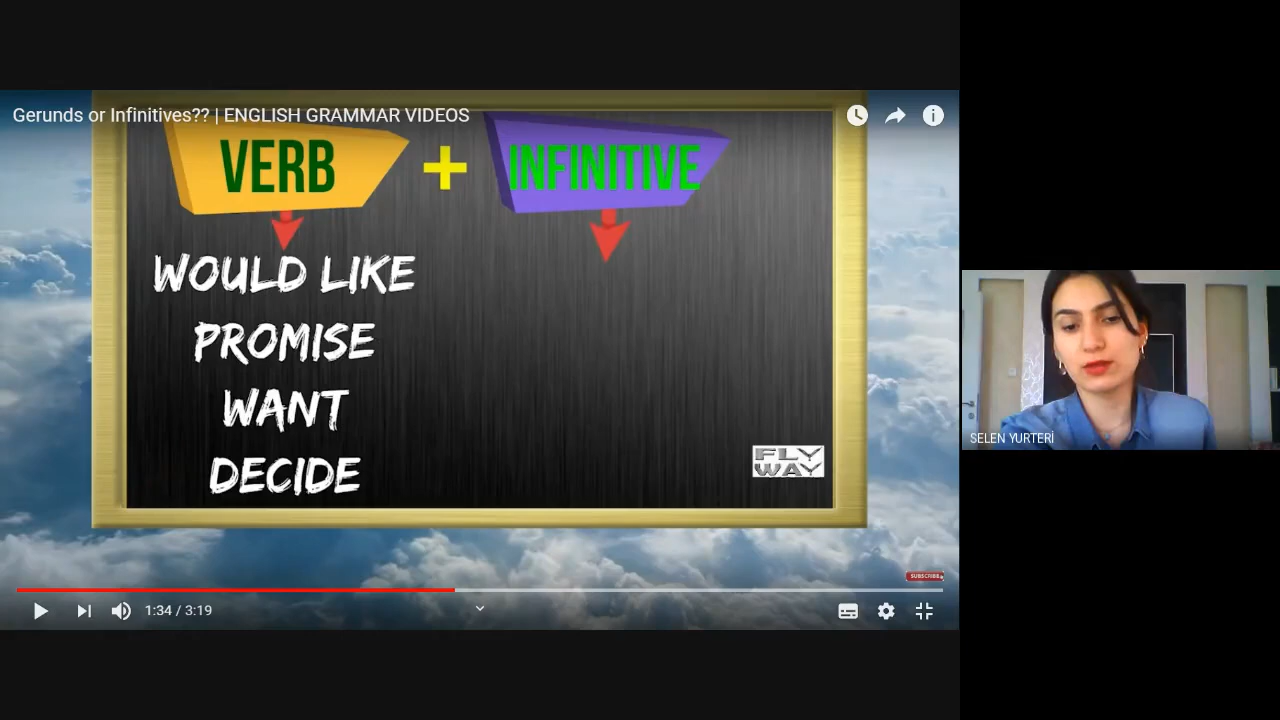 Gerunds or Infinitives?? | ENGLISH GRAMMAR VIDEOS
VERB + INFINITIVE
WOULD LIKE
PROMISE
WANT
DECIDE
FLY
WAY
SUBSCRIBE
1:34 / 3:19
SELEN YURTERİ